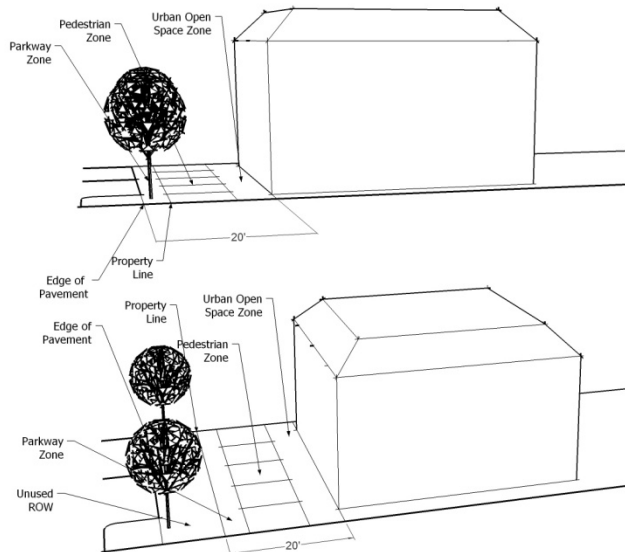 Urban Open
Space Zone
Pedestrian
Zone
Parkway
Zone
20'
Property
Line
Edge of
Pavement
Urban Open
Space Zone
Property
Line
Edge of
Pavement
Pedestrian
Zone
Parkway
Zone
Unused
ROW
20'